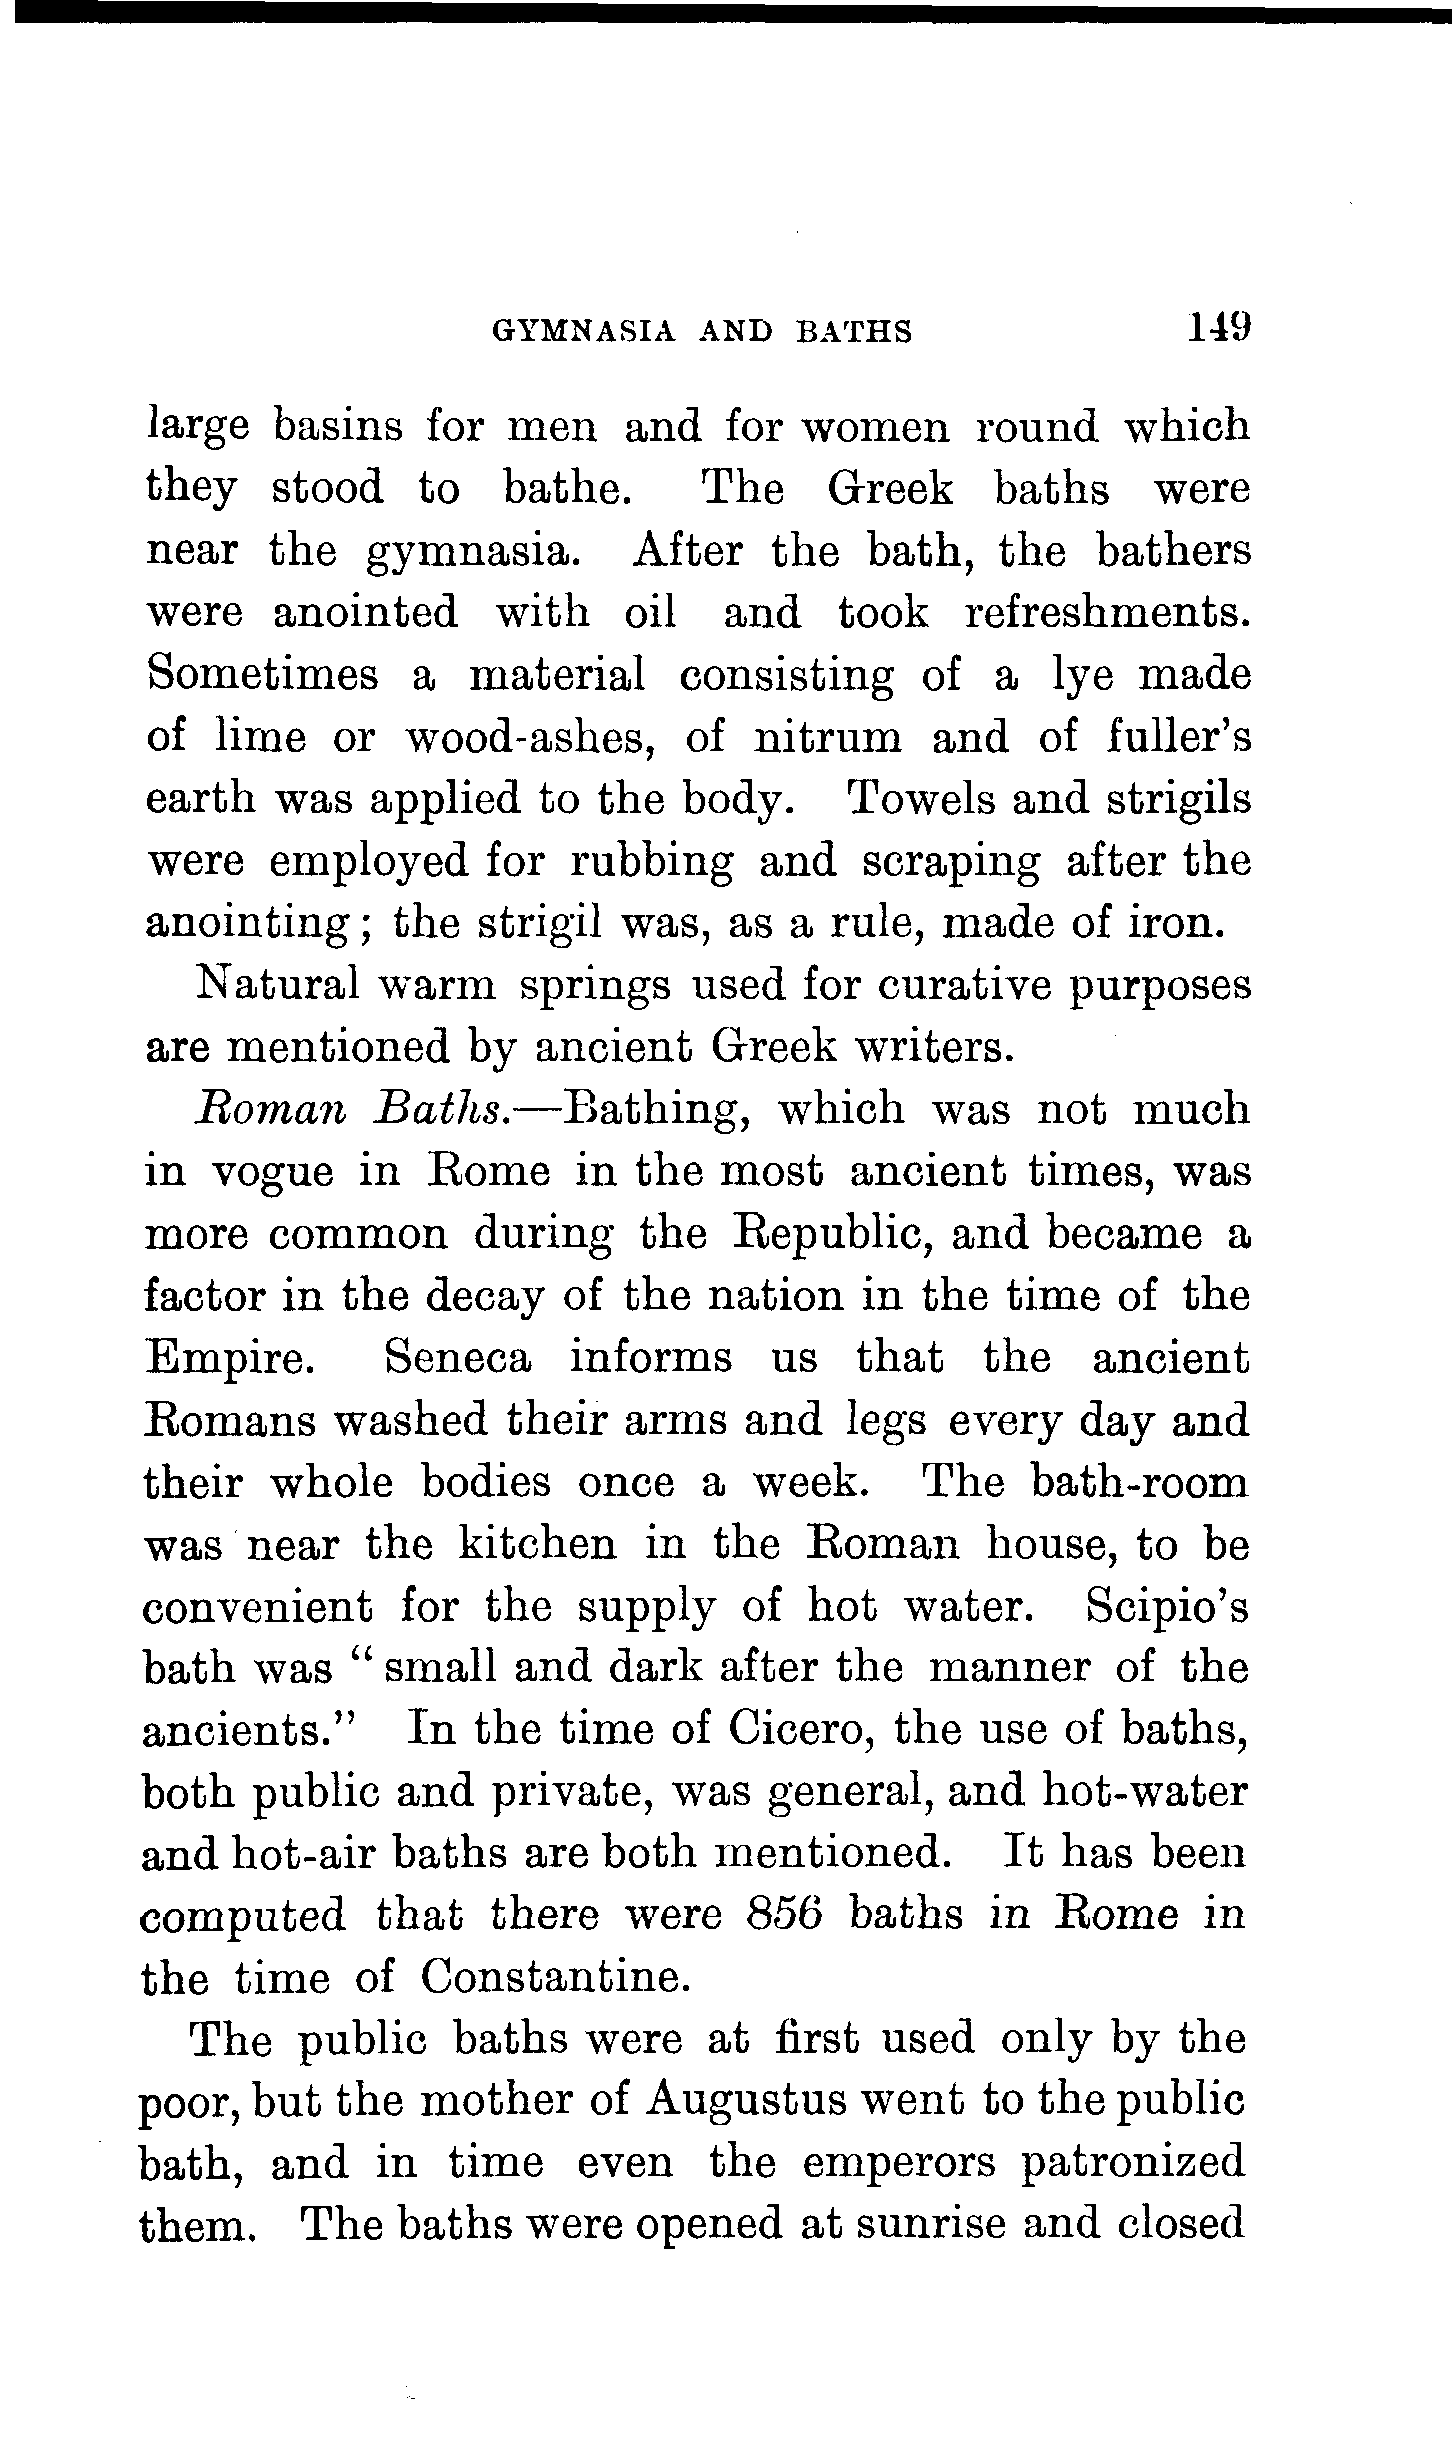 GYMNASIA AND BATHS 149
large basins for men and for women round which
they stood to bathe. The Greek baths were
near the gymnasia. After the bath, the bathers
were anointed with oil and took refreshments.
Sometimes a material consisting of a lye made
of lime or wood-ashes, of nitrum and of fuller's
earth was applied to the body. Towels and strigils
were employed for rubbing and scraping after the
anointing; the strigil was, as a rule, made of iron.
Natural warm springs used for curative purposes
are mentioned by ancient Greek writers.
Roman Baths.—Bathing, which was not much
in vogue in Rome in the most ancient times, was
more common during the Republic, and became a
factor in the decay of the nation in the time of the
Empire. Seneca informs us that the ancient
Romans washed their arms and legs every day and
their whole bodies once a week. The bath-room
was near the kitchen in the Roman house, to be
convenient for the supply of hot water. Scipio's
bath was “small and dark after the manner of the
ancients.” In the time of Cicero, the use of baths,
both public and private, was general, and hot-water
and hot-air baths are both mentioned. It has been
computed that there were 856 baths in Rome in
the time of Constantine.
The public baths were at first used only by the
poor, but the mother of Augustus went to the public
bath, and in time even the emperors patronized
them. The baths were opened at sunrise and closed